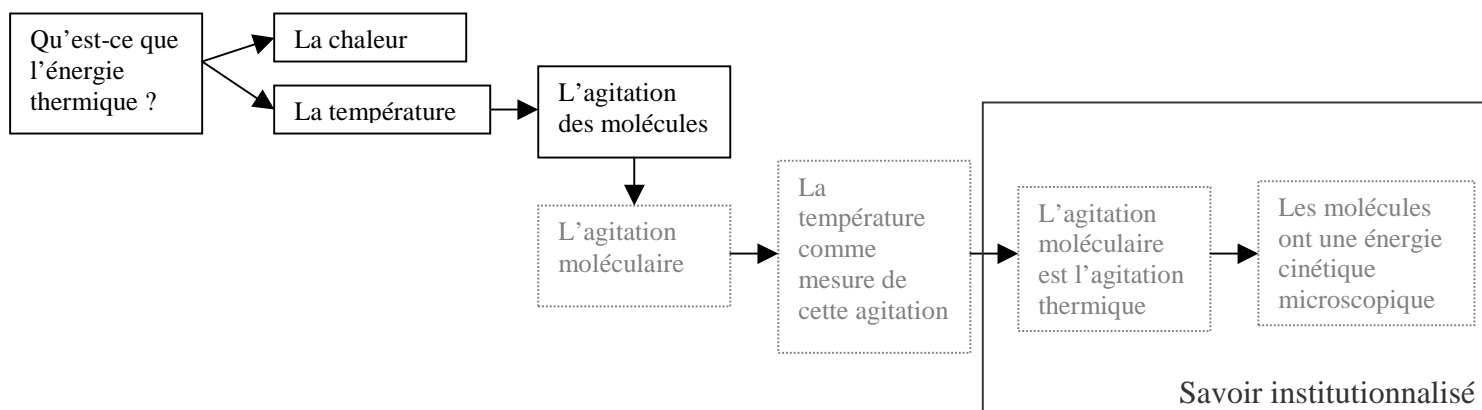 Qu’est-ce que
l’énergie
thermique ?
La chaleur
La température
L’agitation
des molécules
L’agitation
moléculaire
La
température
comme
mesure de
cette agitation
L’agitation
moléculaire
est l’agitation
thermique
Les molécules
ont une énergie
cinétique
microscopique
Savoir institutionnalisé